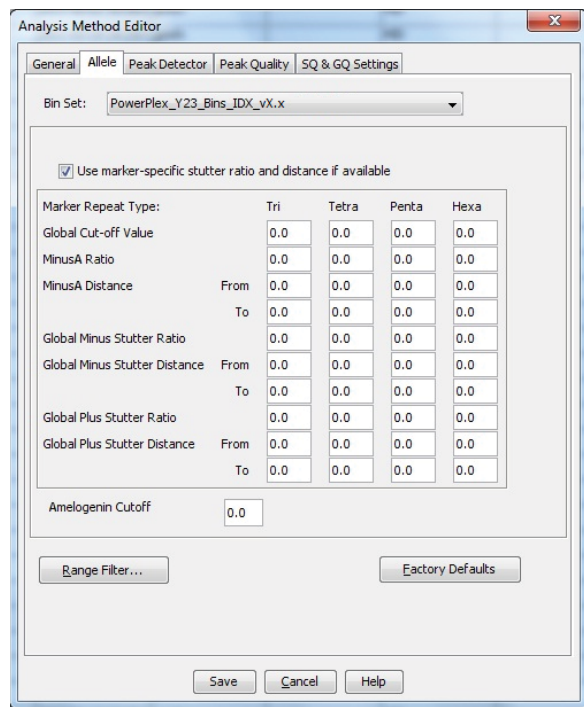 Analysis Method Editor
General Allele Peak Detector Peak Quality SQ & GQ Settings
Bin Set: PowerPlex_Y23_Bins_IDX_vX.x
Use marker-specific stutter ratio and distance if available
Marker Repeat Type: Tri Tetra Penta Hexa
Global Cut-off Value 0.0 0.0 0.0 0.0
MinusA Ratio 0.0 0.0 0.0 0.0
MinusA Distance From 0.0 0.0 0.0 0.0
To 0.0 0.0 0.0 0.0
Global Minus Stutter Ratio 0.0 0.0 0.0 0.0
Global Minus Stutter Distance From 0.0 0.0 0.0 0.0
To 0.0 0.0 0.0 0.0
Global Plus Stutter Ratio 0.0 0.0 0.0 0.0
Global Plus Stutter Distance From 0.0 0.0 0.0 0.0
To 0.0 0.0 0.0 0.0
Amelogenin Cutoff 0.0
Range Filter... Factory Defaults
Save Cancel Help